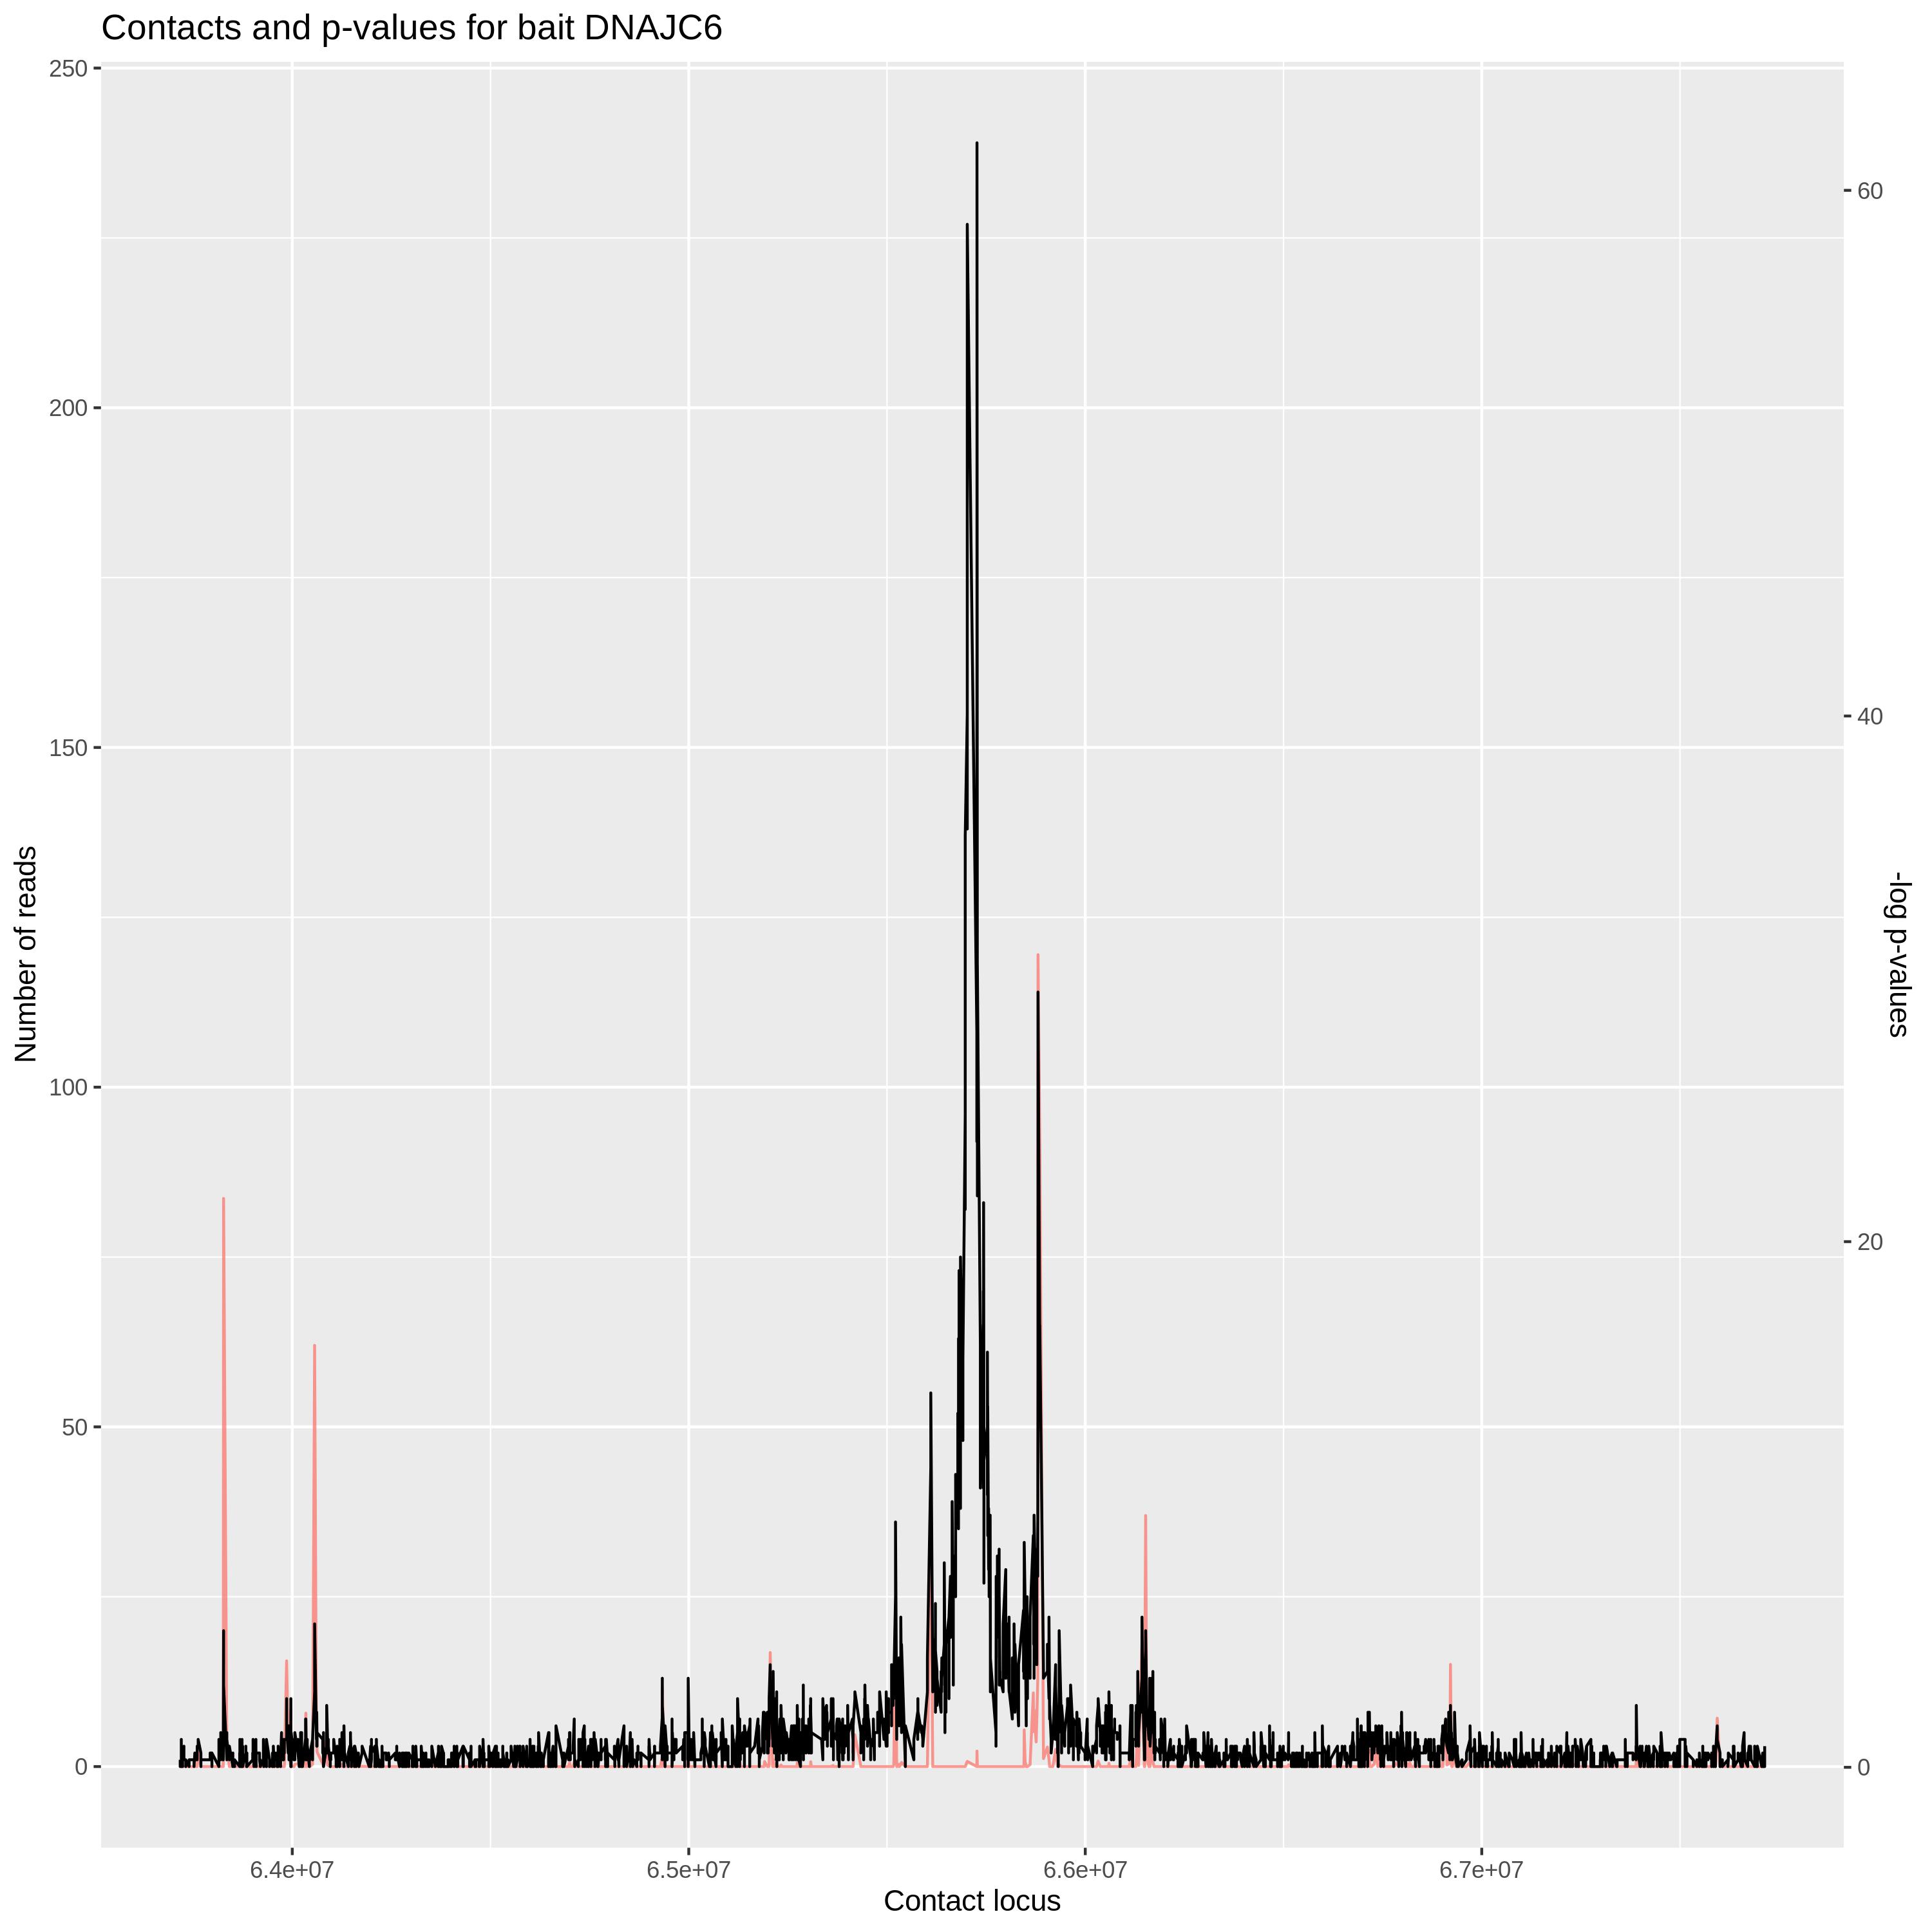 Contacts and p-values for bait DNAJC6
250
200
150
100
50
0
Number of reads
60
40
20
0
-log p-values
6.4e+07 6.5e+07 6.6e+07 6.7e+07
Contact locus